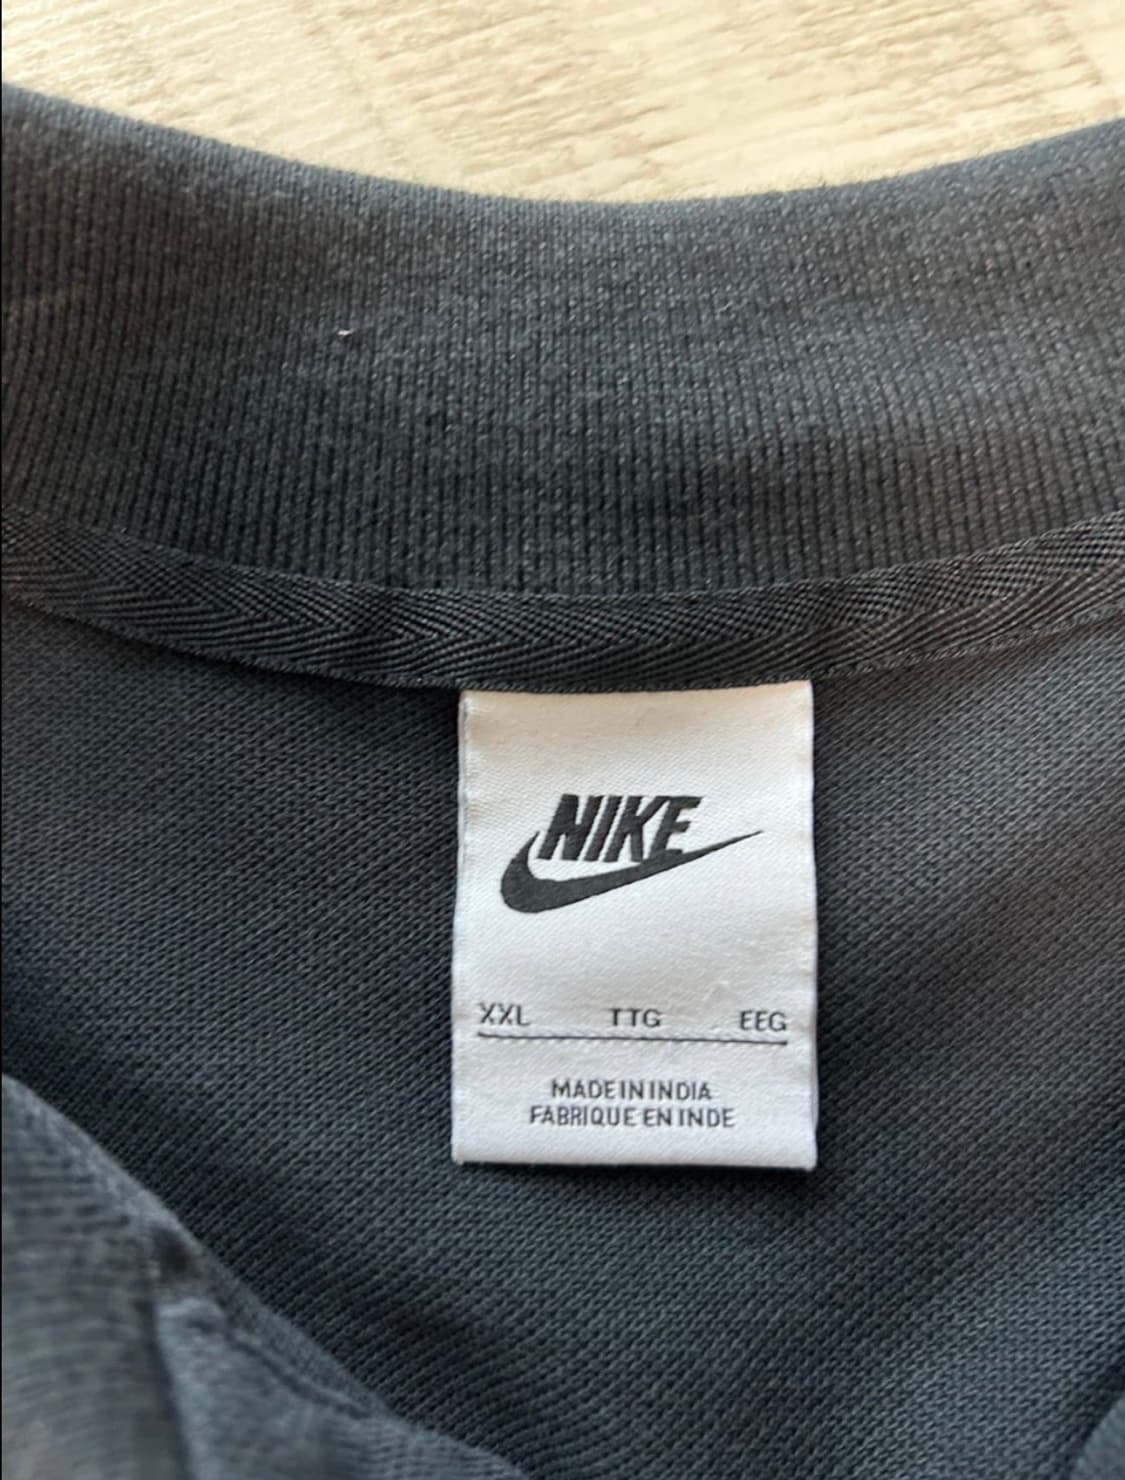 NIKE
XXL TTG EEG
MADE IN INDIA
FABRIQUE EN INDE